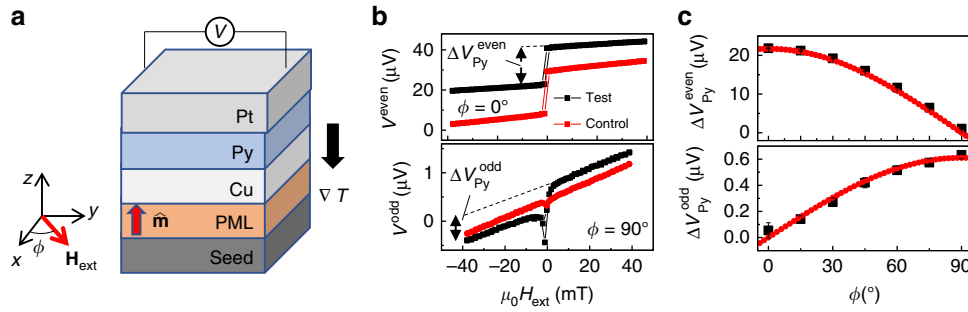 a
V
Pt
Py
Cu
PML
Seed
m̂
∇ T
z
y
x
ϕ
H_ext
b
V^even (μV)
40
20
0
ΔV_Py^even
ϕ = 0°
Test
Control
V^odd (μV)
1
0
ΔV_Py^odd
ϕ = 90°
−40 −20 0 20 40
μ₀H_ext (mT)
c
ΔV_Py^even (μV)
20
10
0
ΔV_Py^odd (μV)
0.6
0.4
0.2
0.0
0 30 60 90
ϕ(°)